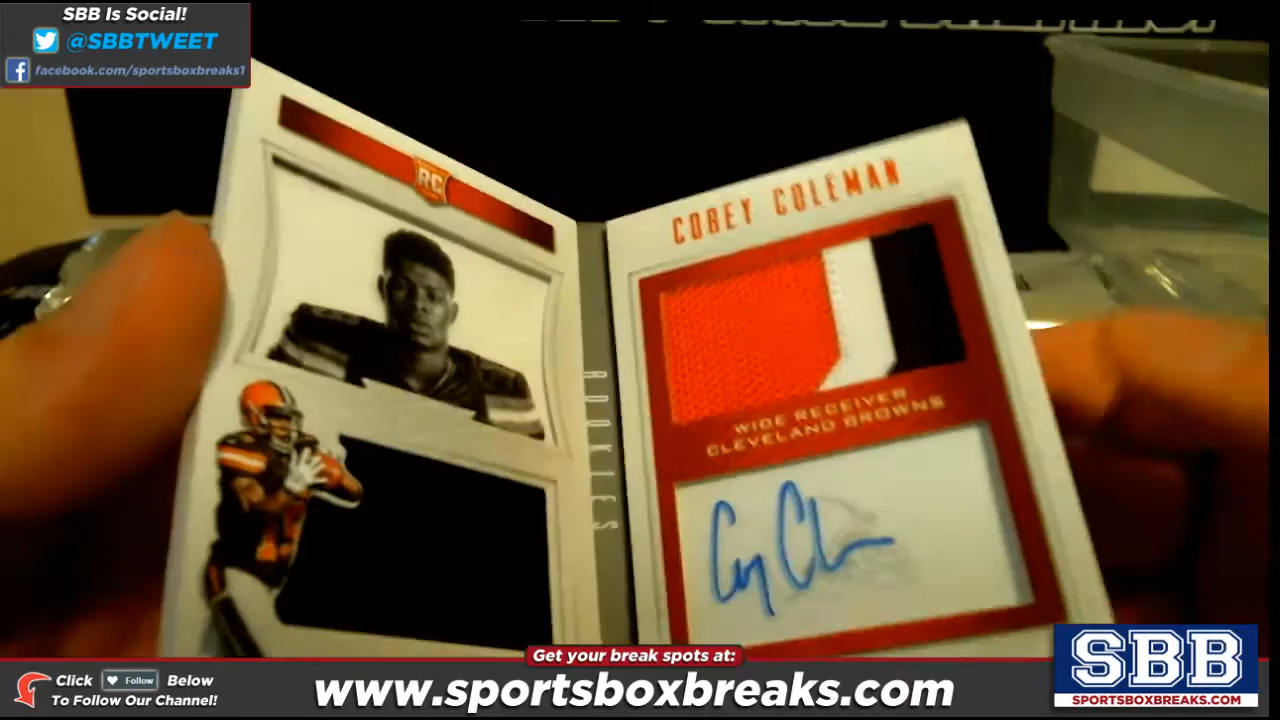 SBB Is Social!
@SBBTWEET
facebook.com/sportsboxbreaks1
RC
COREY COLEMAN
ROOKIES
WIDE RECEIVER
CLEVELAND BROWNS
Get your break spots at:
Click Follow Below
To Follow Our Channel!
www.sportsboxbreaks.com
SBB
SPORTSBOXBREAKS.COM